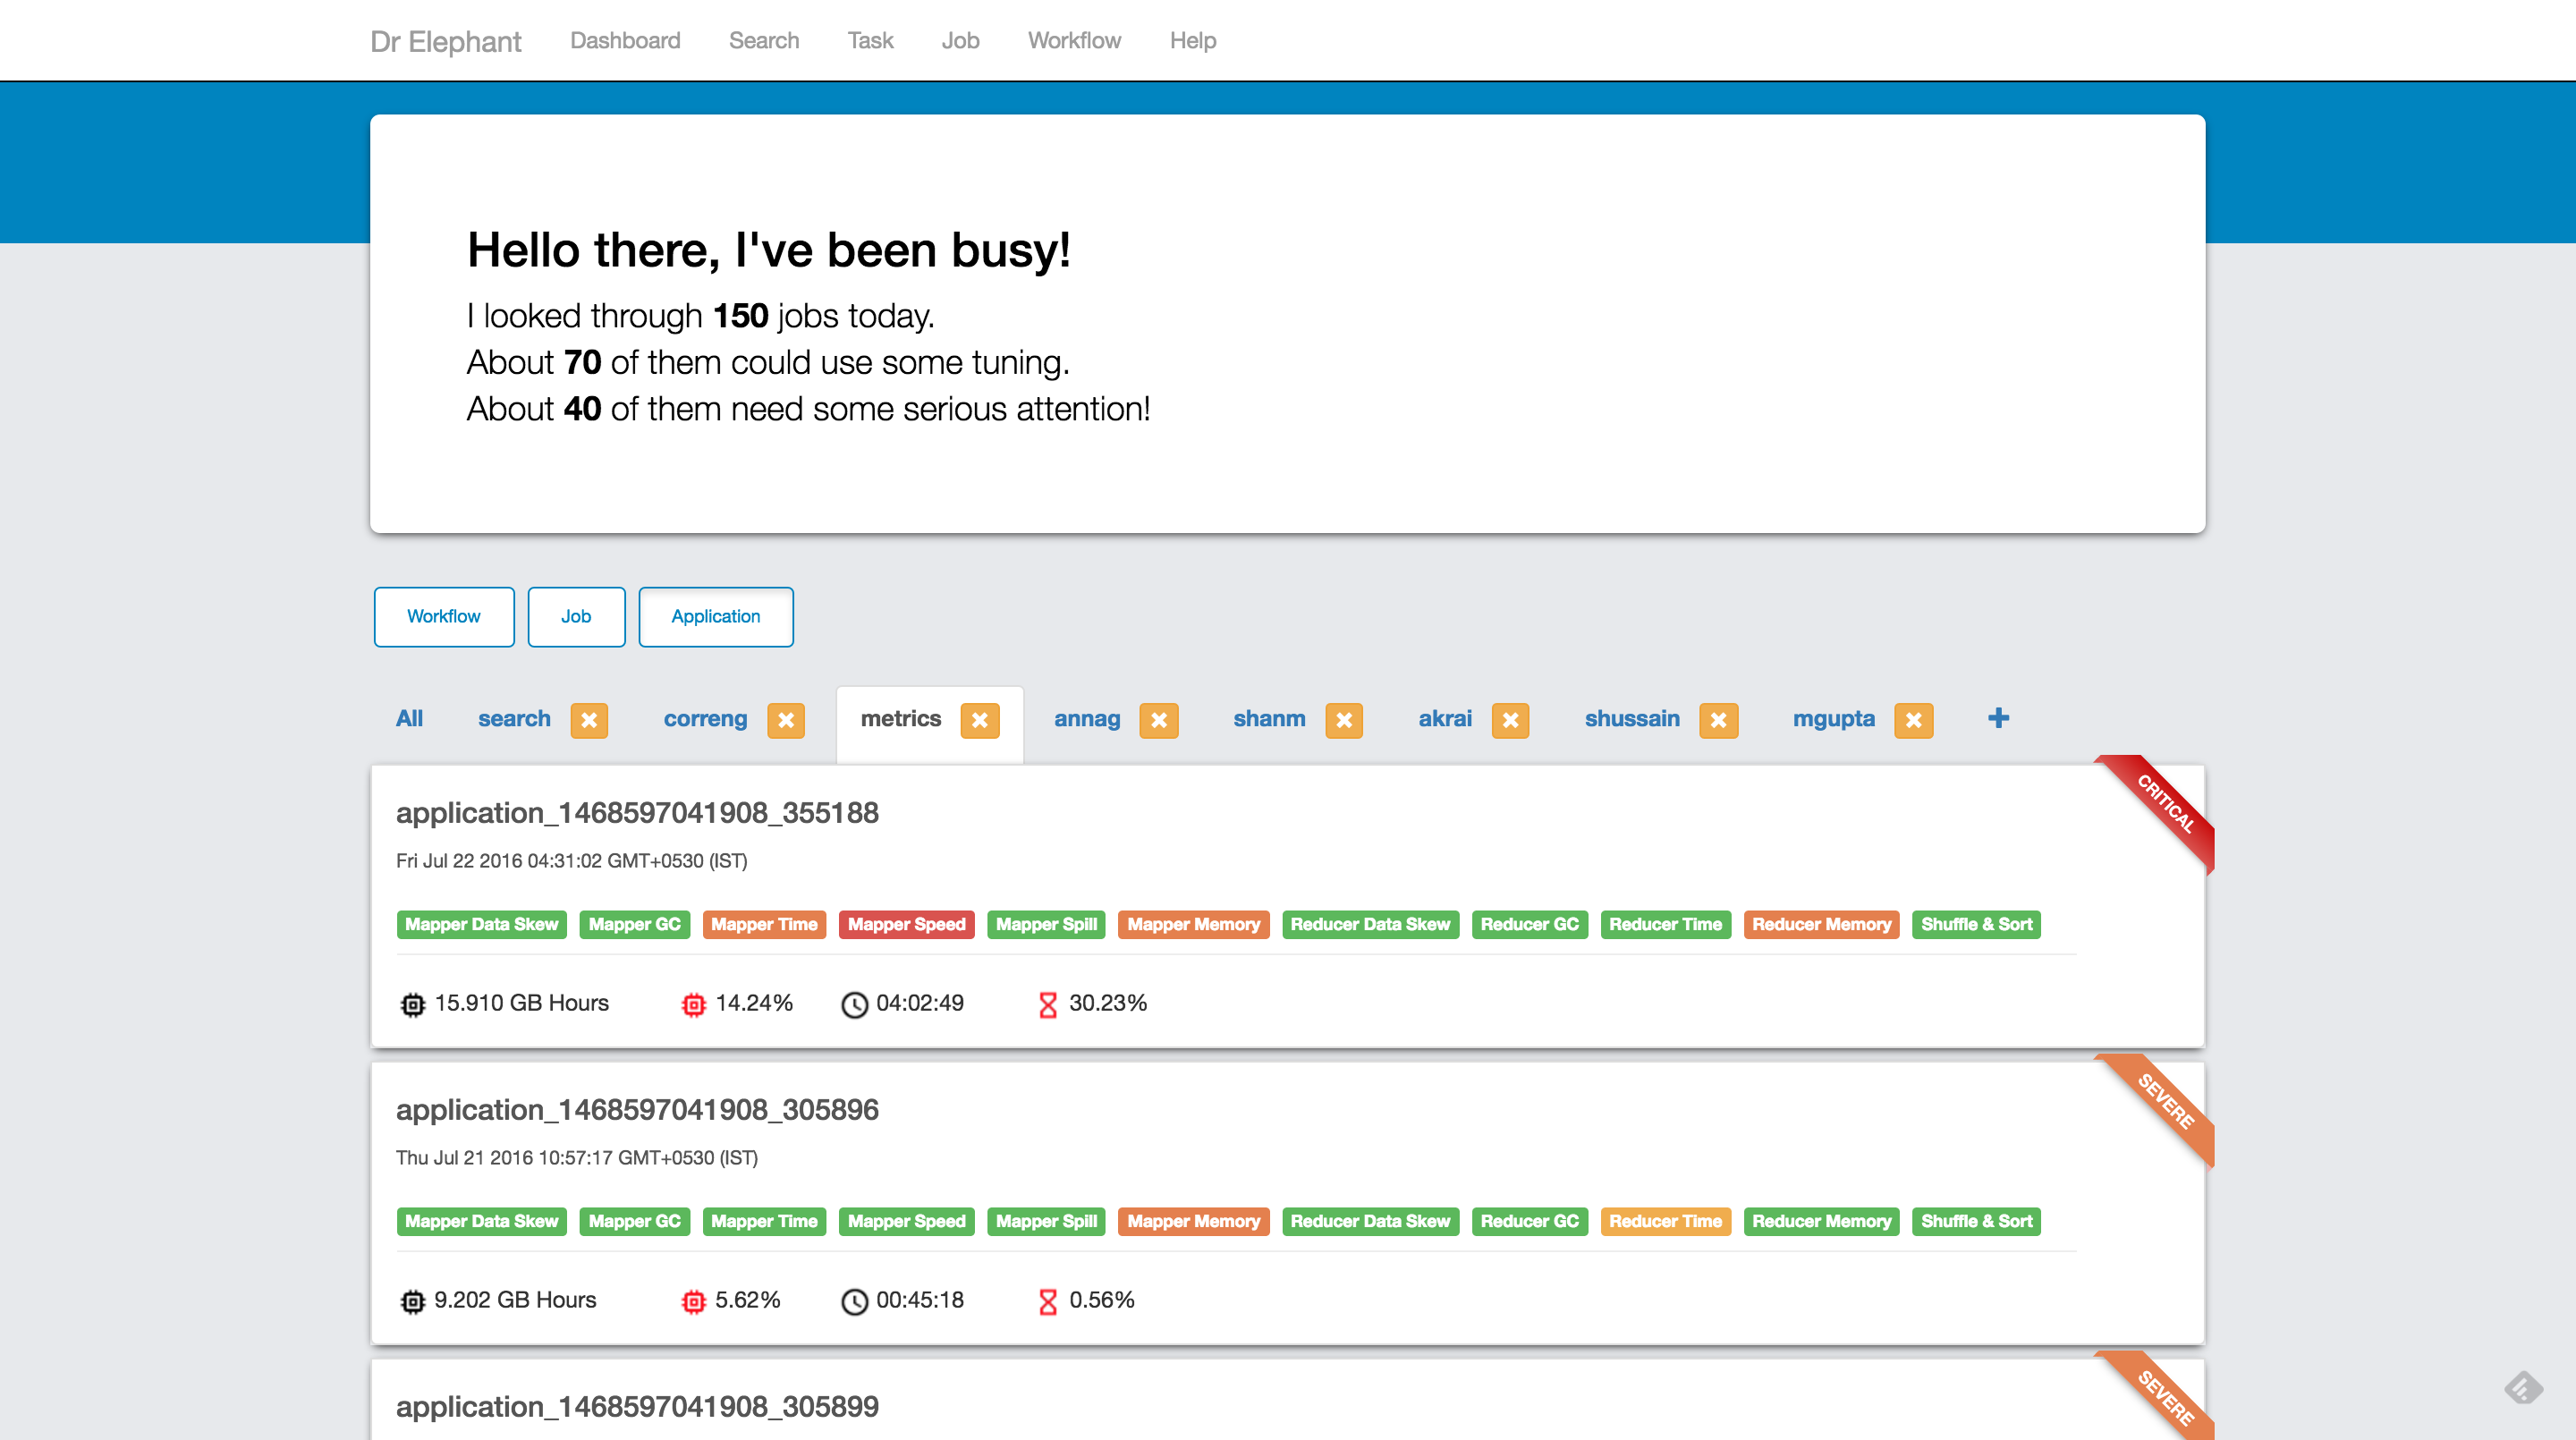 Dr Elephant Dashboard Search Task Job Workflow Help
Hello there, I've been busy!
I looked through 150 jobs today.
About 70 of them could use some tuning.
About 40 of them need some serious attention!
Workflow Job Application
All search correng metrics annag shanm akrai shussain mgupta
CRITICAL
application_1468597041908_355188
Fri Jul 22 2016 04:31:02 GMT+0530 (IST)
Mapper Data Skew Mapper GC Mapper Time Mapper Speed Mapper Spill Mapper Memory Reducer Data Skew Reducer GC Reducer Time Reducer Memory Shuffle & Sort
15.910 GB Hours 14.24% 04:02:49 30.23%
SEVERE
application_1468597041908_305896
Thu Jul 21 2016 10:57:17 GMT+0530 (IST)
Mapper Data Skew Mapper GC Mapper Time Mapper Speed Mapper Spill Mapper Memory Reducer Data Skew Reducer GC Reducer Time Reducer Memory Shuffle & Sort
9.202 GB Hours 5.62% 00:45:18 0.56%
SEVERE
application_1468597041908_305899